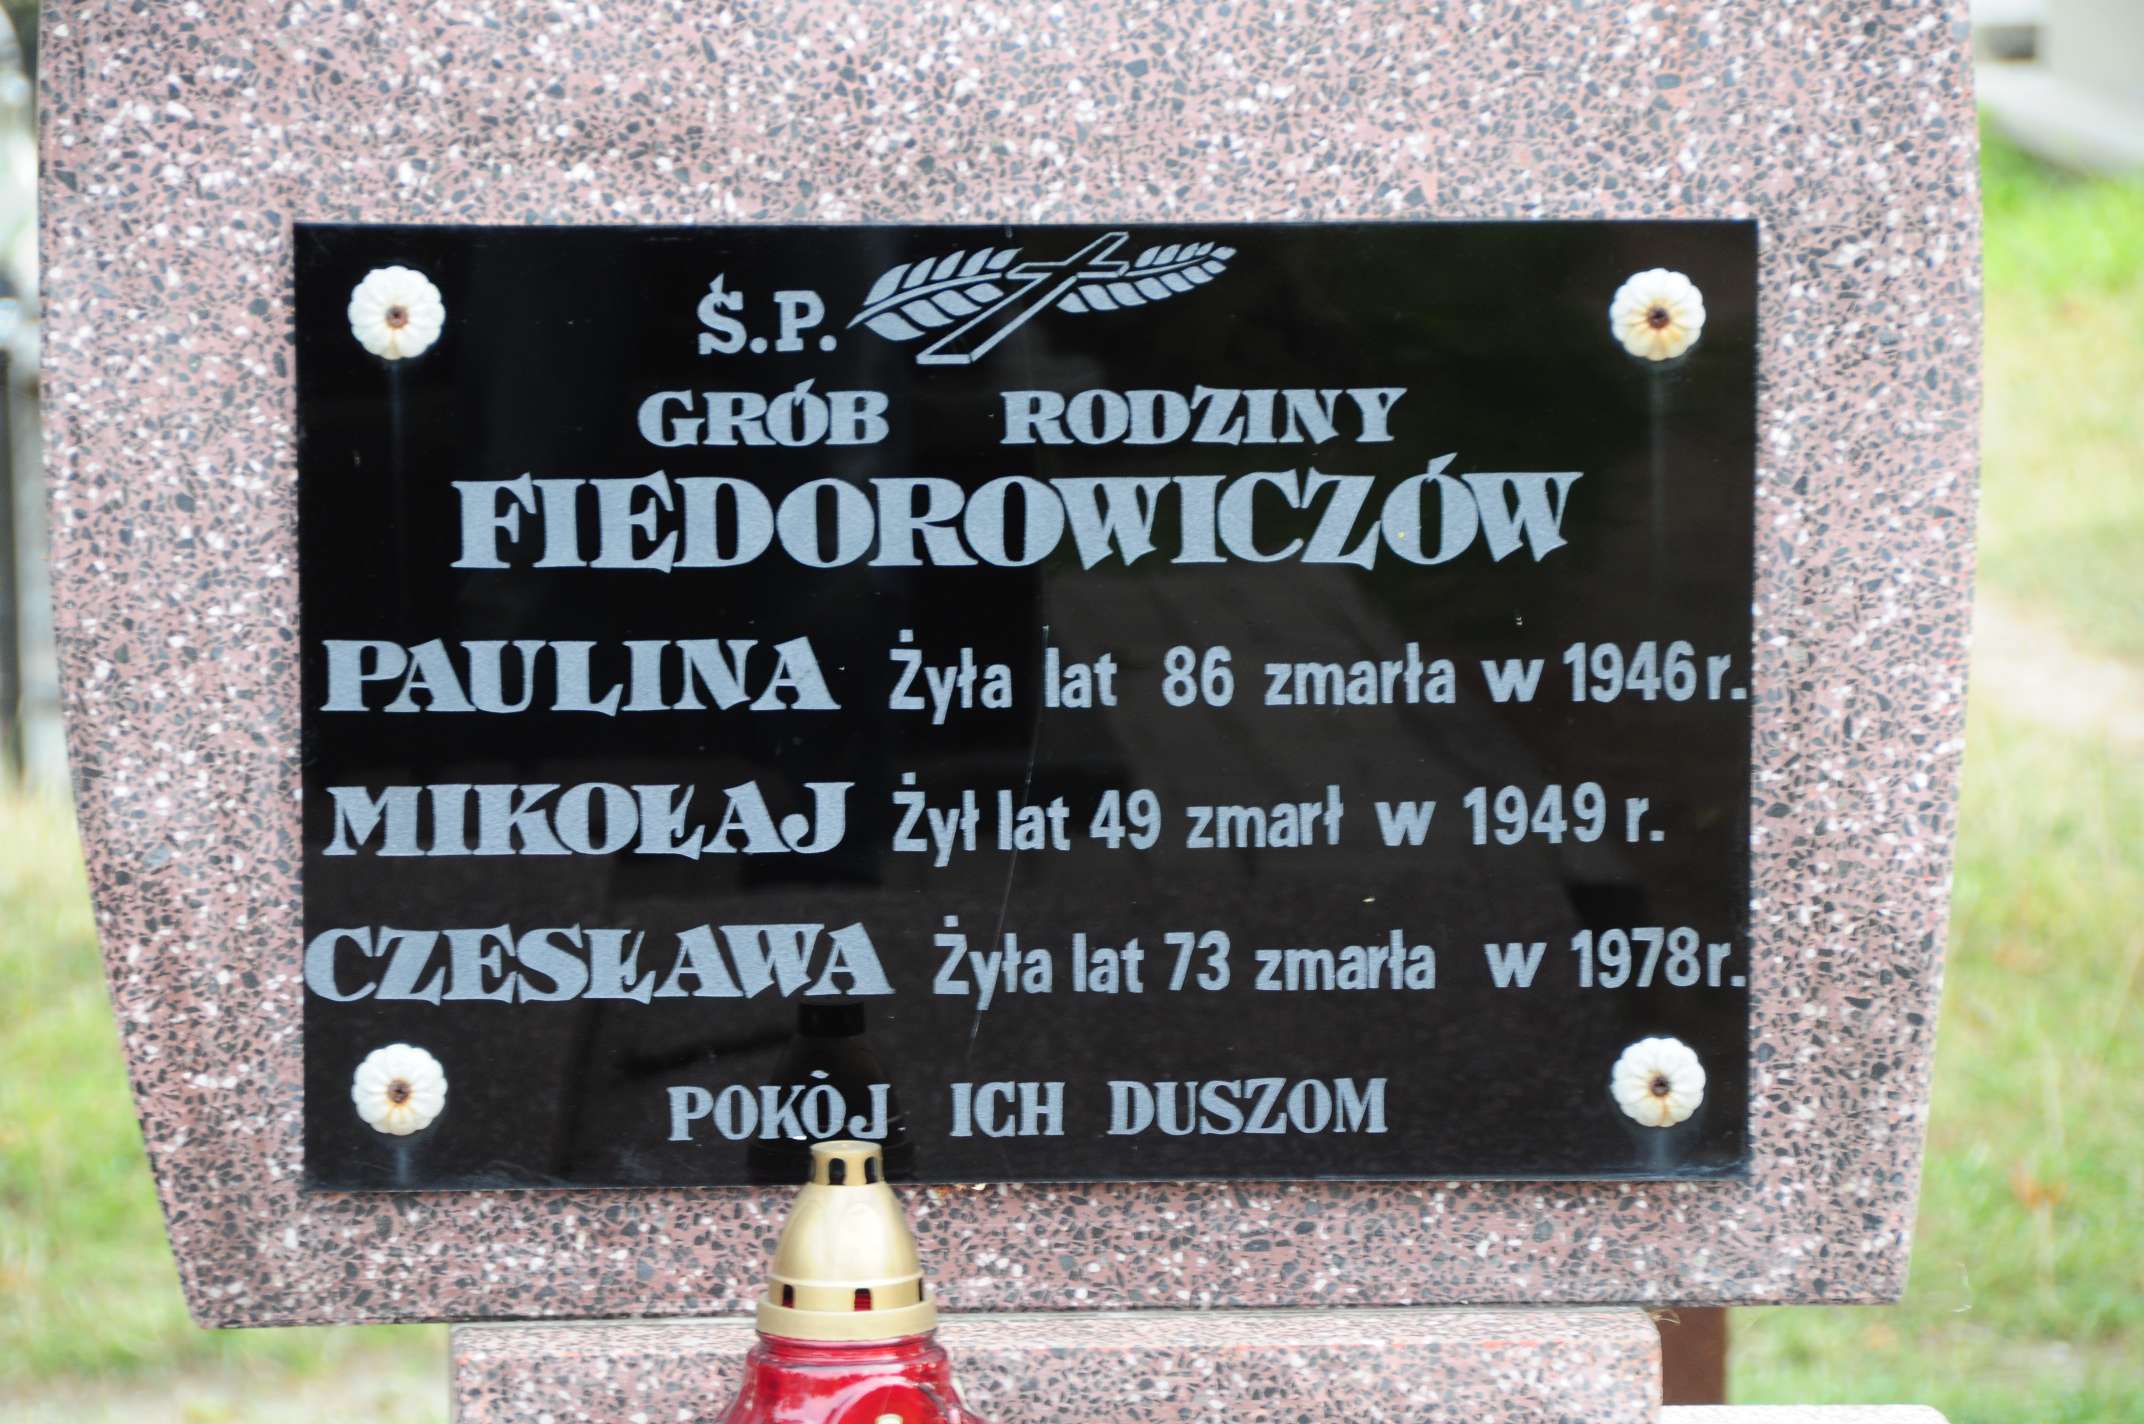 Ś.P.
GRÓB RODZINY
FIEDOROWICZÓW
PAULINA Żyła lat 86 zmarła w 1946 r.
MIKOŁAJ Żył lat 49 zmarł w 1949 r.
CZESŁAWA Żyła lat 73 zmarła w 1978 r.
POKÒJ ICH DUSZOM